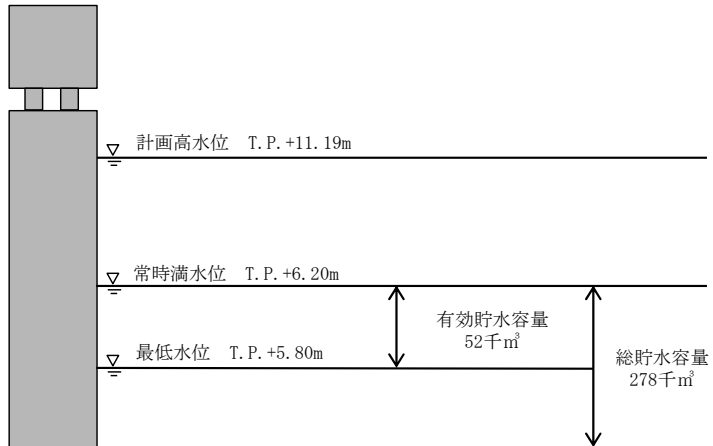 計画高水位 T.P.+11.19m
常時満水位 T.P.+6.20m
有効貯水容量
52千㎥
最低水位 T.P.+5.80m
総貯水容量
278千㎥